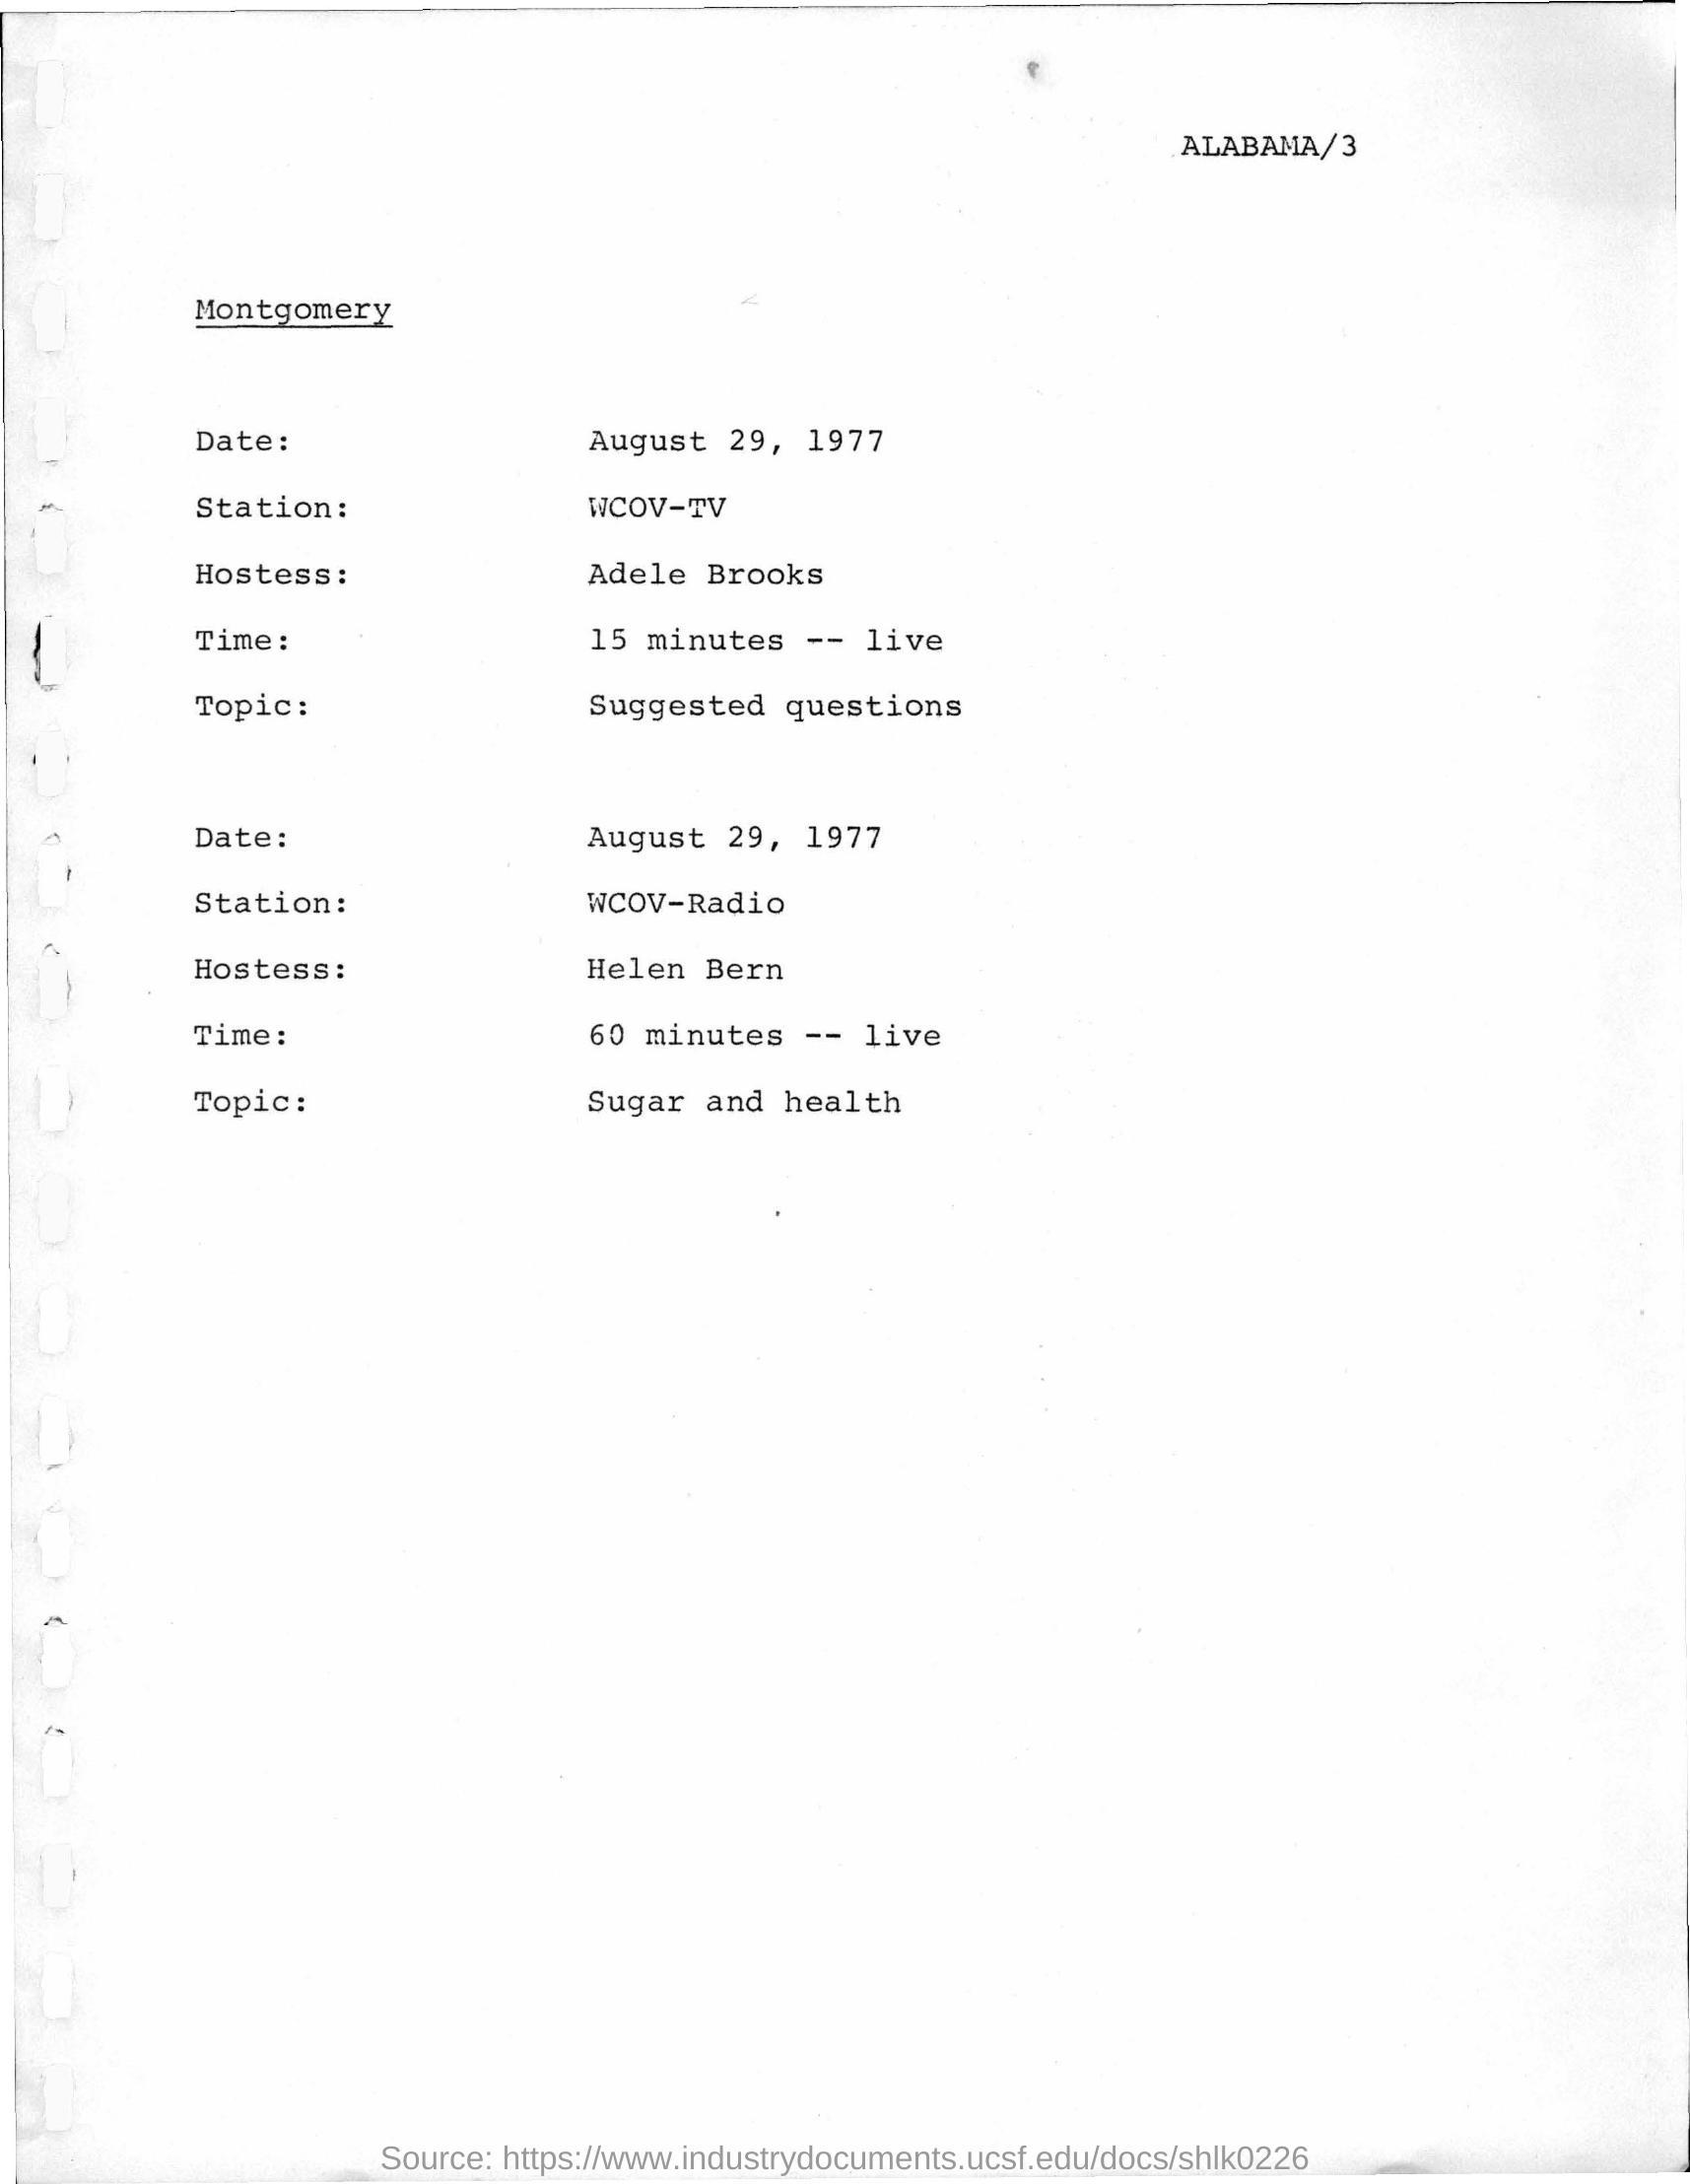 ALABAMA/3
Montgomery
Date: August 29, 1977
Station: WCOV-TV
Hostess: Adele Brooks
Time: 15 minutes -- live
Topic: Suggested questions
Date: August 29, 1977
Station: WCOV-Radio
Hostess: Helen Bern
Time: 60 minutes -- live
Topic: Sugar and health
Source: https://www.industrydocuments.ucsf.edu/docs/shlk0226